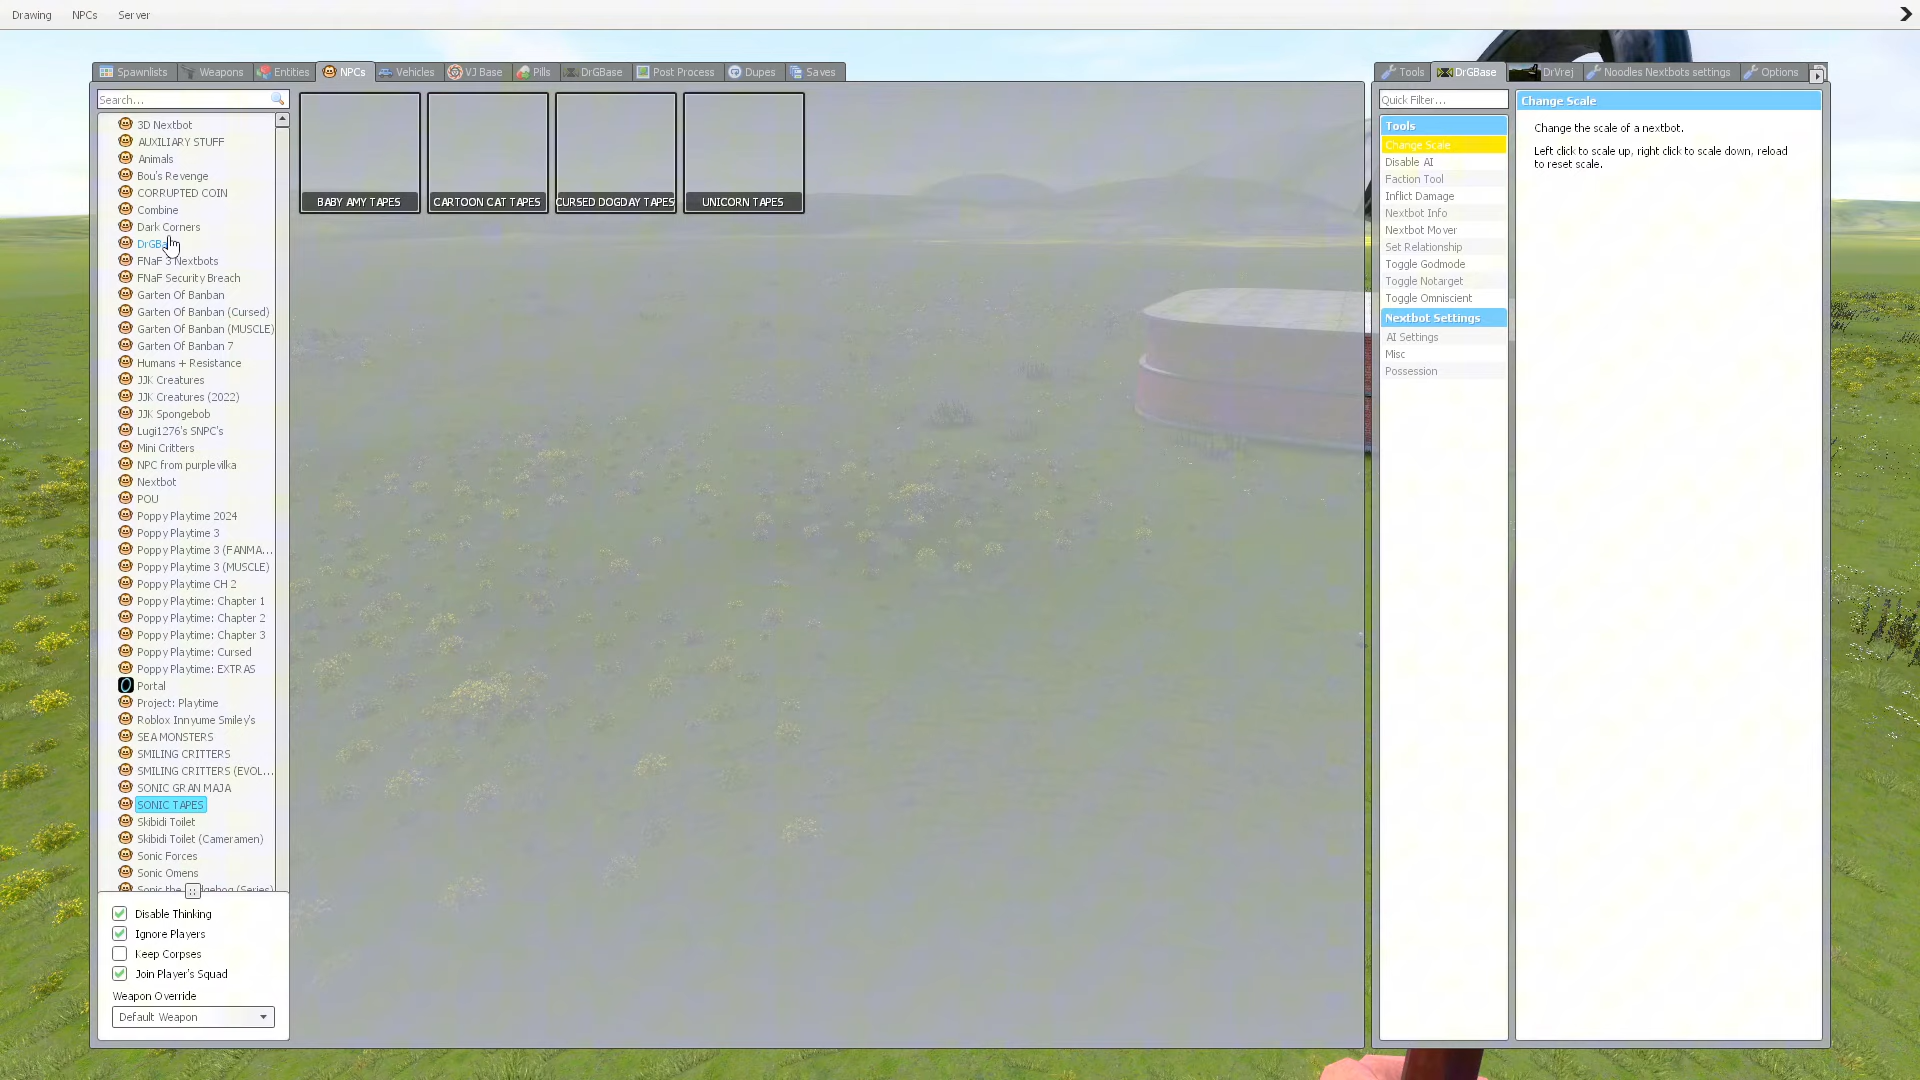 Drawing NPCs Server
Spawnlists Weapons Entities NPCs Vehicles VJ Base Pills DrGBase Post Process Dupes Saves
Search...
3D Nextbot
AUXILIARY STUFF
Animals
Bou's Revenge
CORRUPTED COIN
Combine
Dark Corners
FNaF 3 Nextbots
FNaF Security Breach
Garten Of Banban
Garten Of Banban (Cursed)
Garten Of Banban (MUSCLE)
Garten Of Banban 7
Humans + Resistance
JJK Creatures
JJK Creatures (2022)
JJK Spongebob
Lugi1276's SNPC's
Mini Critters
NPC from purplevilka
Nextbot
POU
Poppy Playtime 2024
Poppy Playtime 3
Poppy Playtime 3 (FANMA...
Poppy Playtime 3 (MUSCLE)
Poppy Playtime CH 2
Poppy Playtime: Chapter 1
Poppy Playtime: Chapter 2
Poppy Playtime: Chapter 3
Poppy Playtime: Cursed
Poppy Playtime: EXTRAS
Portal
Project: Playtime
Roblox Innyume Smiley's
SEA MONSTERS
SMILING CRITTERS
SMILING CRITTERS (EVOL...
SONIC GRAN MAJA
SONIC TAPES
Skibidi Toilet
Skibidi Toilet (Cameramen)
Sonic Forces
Sonic Omens
Sonic the (Series)
Disable Thinking
Ignore Players
Keep Corpses
Join Player's Squad
Weapon Override
Default Weapon
BABY AMY TAPES
CARTOON CAT TAPES
CURSED DOGDAY TAPES
UNICORN TAPES
Tools DrGBase DrVrej Noodles Nextbots settings Options
Quick Filter...
Tools
Change Scale
Disable AI
Faction Tool
Inflict Damage
Nextbot Info
Nextbot Mover
Set Relationship
Toggle Godmode
Toggle Notarget
Toggle Omniscient
Nextbot Settings
AI Settings
Misc
Possession
Change Scale
Change the scale of a nextbot.
Left click to scale up, right click to scale down, reload
to reset scale.